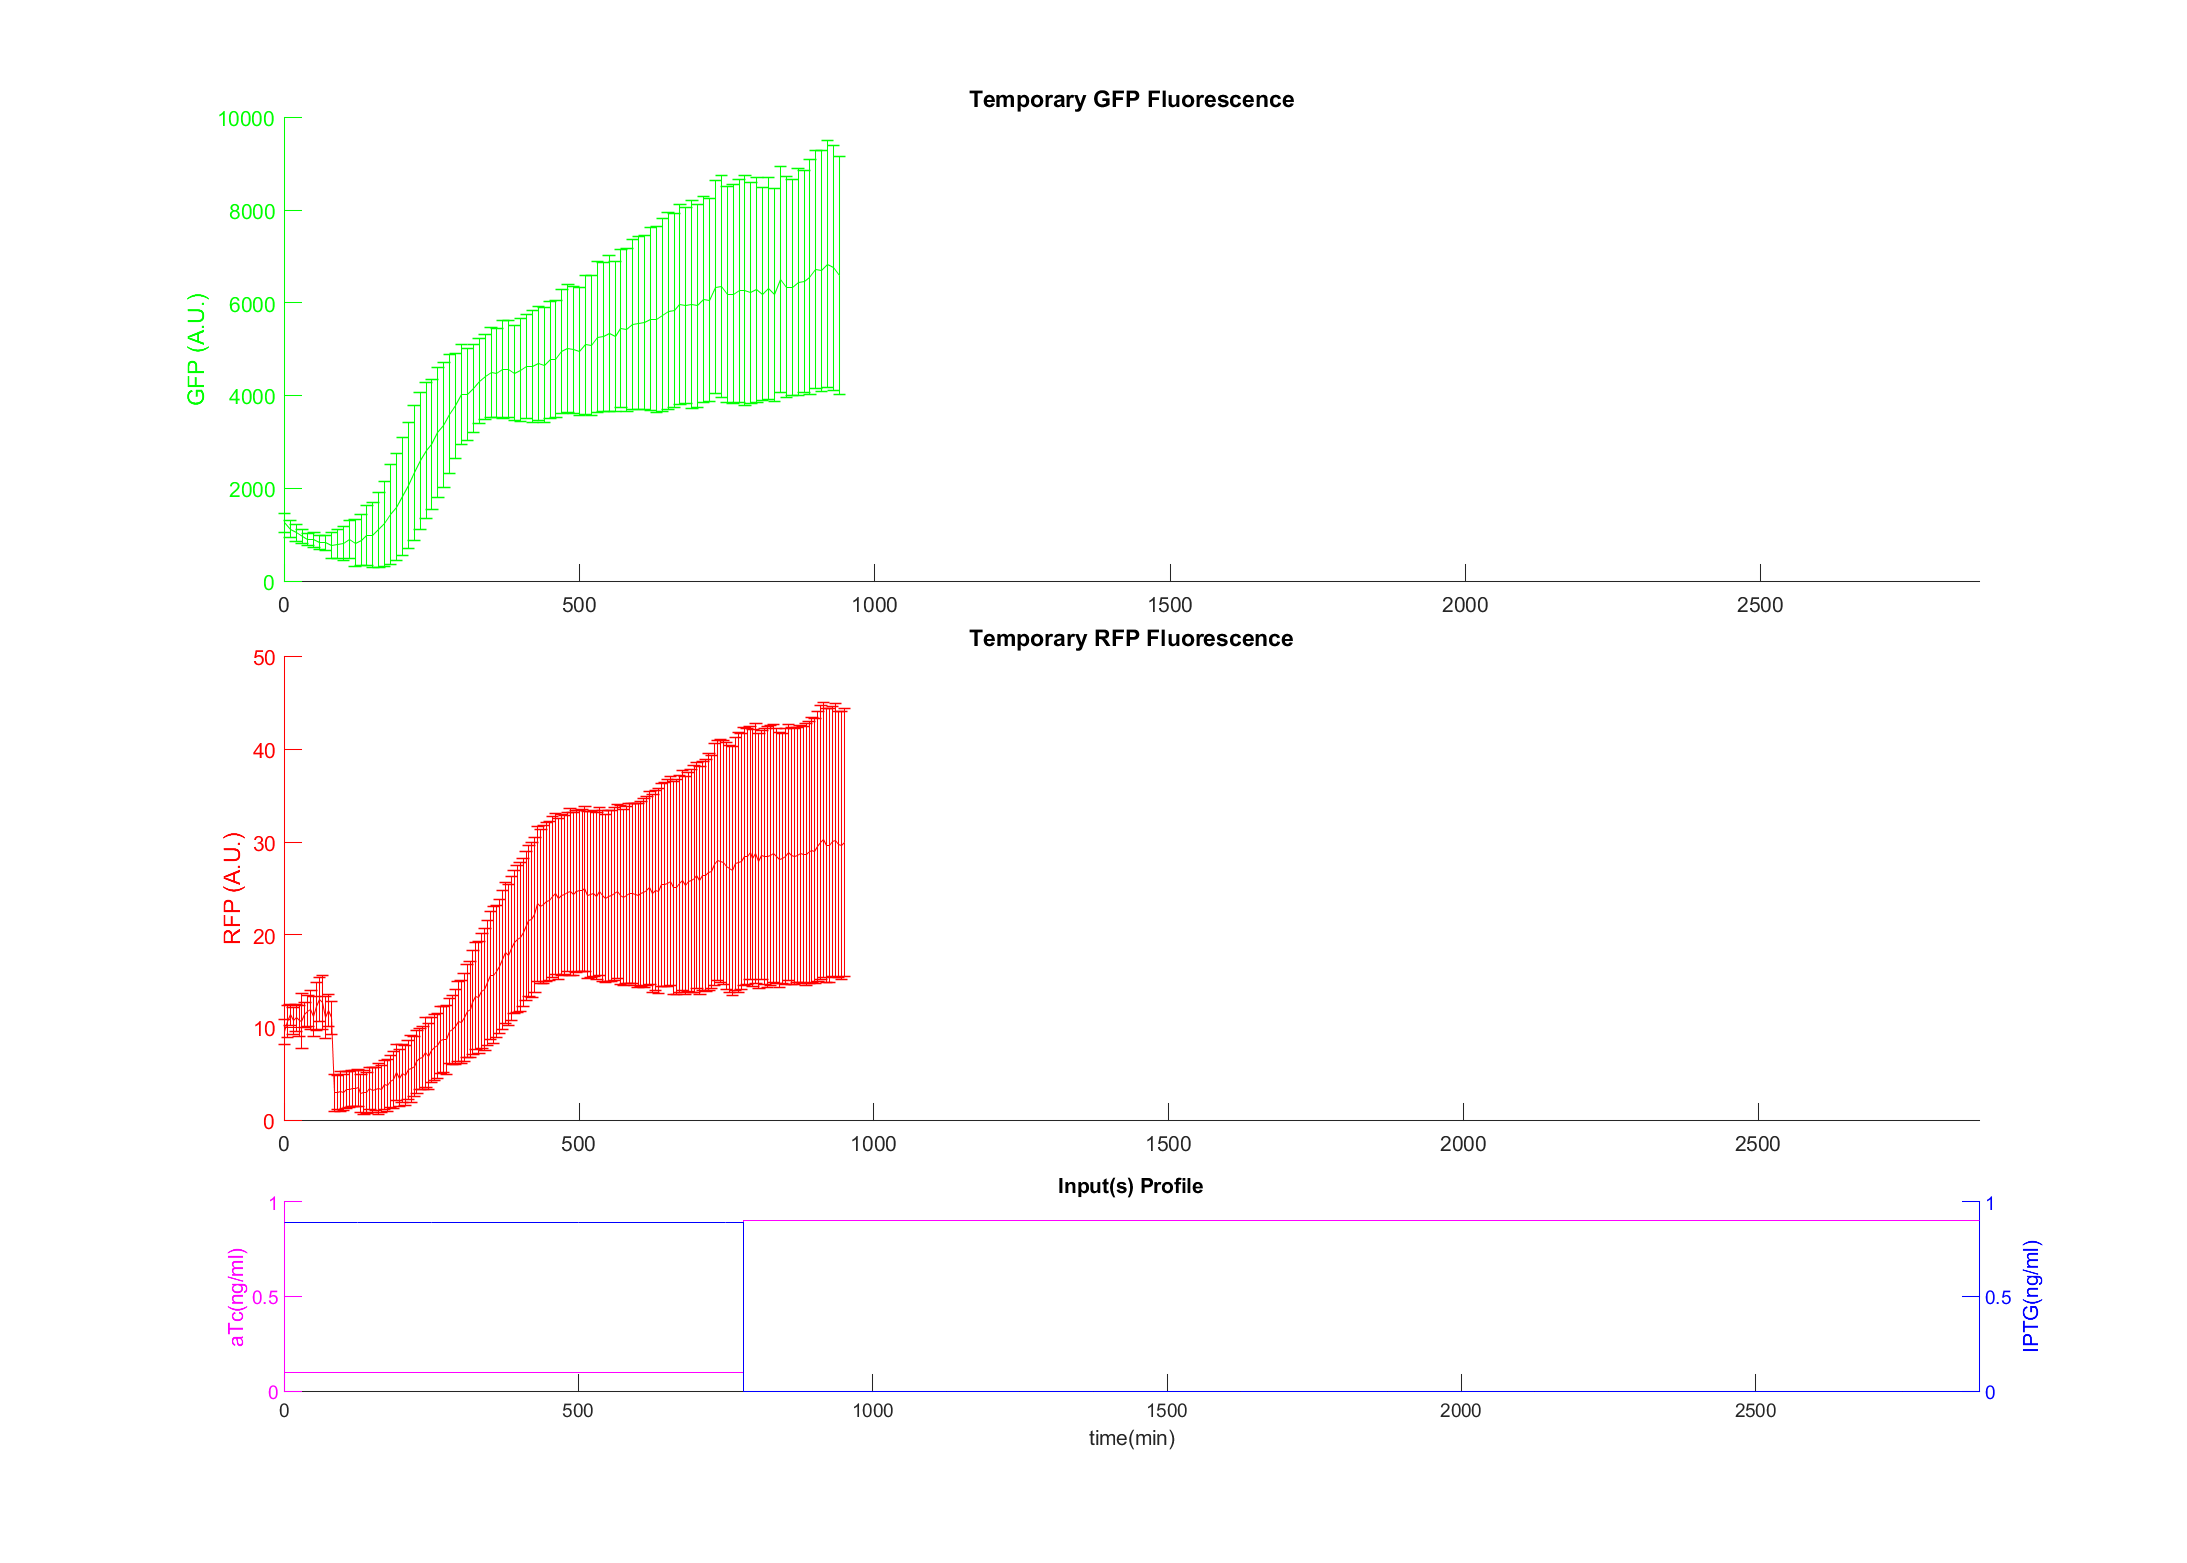 Temporary GFP Fluorescence
10000
8000
6000
4000
2000
0
GFP (A.U.)
0 500 1000 1500 2000 2500
Temporary RFP Fluorescence
50
40
30
20
10
0
RFP (A.U.)
0 500 1000 1500 2000 2500
Input(s) Profile
1
0.5
0
aTc(ng/ml)
1
0.5
0
IPTG(ng/ml)
0 500 1000 1500 2000 2500
time(min)